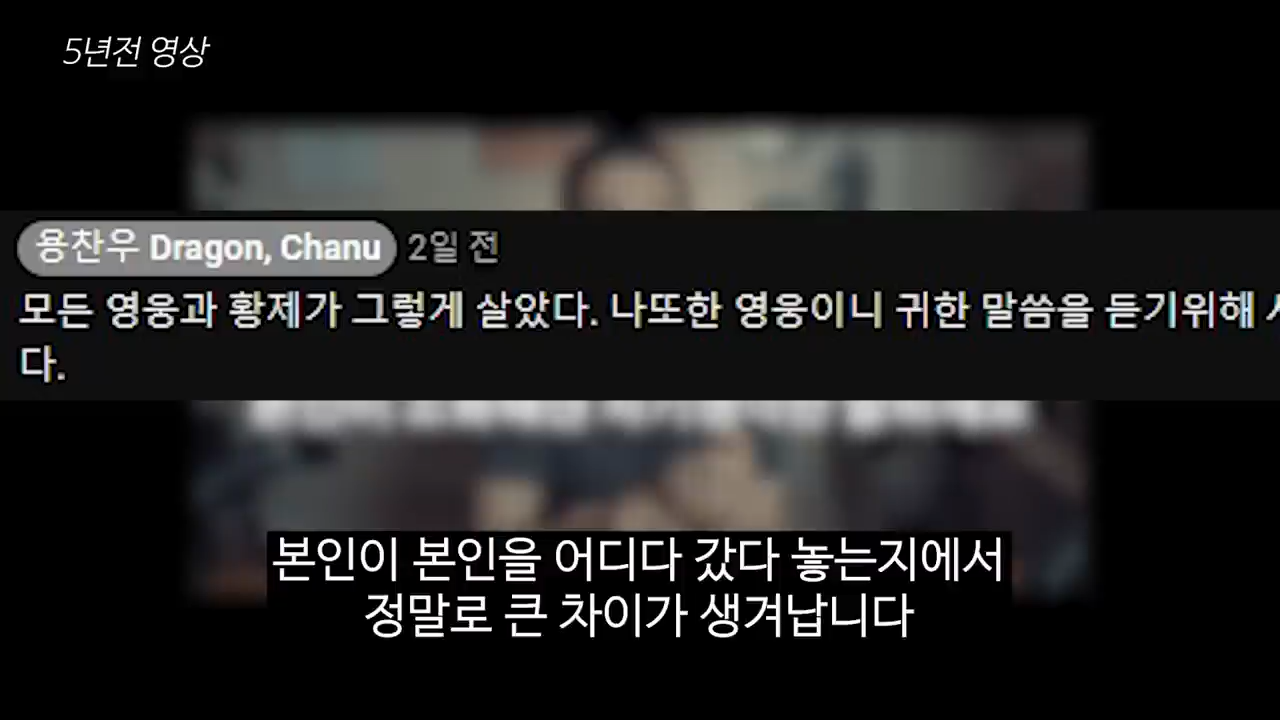 5년전 영상
용찬우 Dragon, Chanu 2일 전
모든 영웅과 황제가 그렇게 살았다. 나또한 영웅이니 귀한 말씀을 듣기위해
다.
본인이 본인을 어디다 갔다 놓는지에서
정말로 큰 차이가 생겨납니다